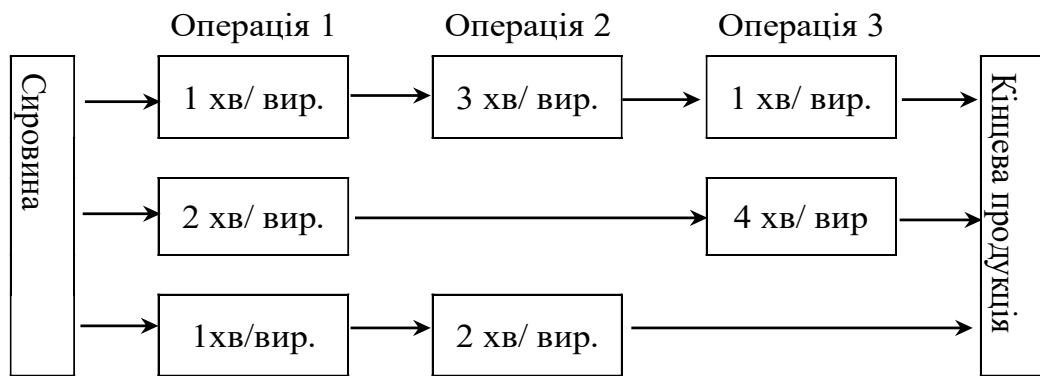 Операція 1 Операція 2 Операція 3
Сировина
1 хв/ вир. 3 хв/ вир. 1 хв/ вир.
2 хв/ вир. 4 хв/ вир
1хв/вир. 2 хв/ вир.
Кінцева продукція